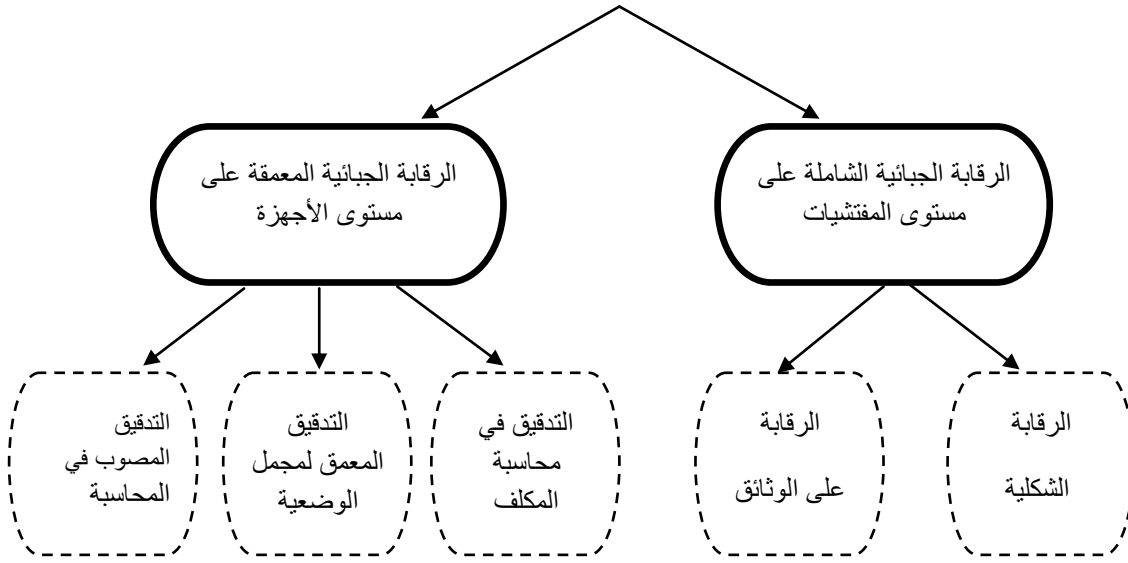 الرقابة الجبائية الشاملة على
مستوى المفتشيات
الرقابة الجبائية المعمقة على
مستوى الأجهزة
الرقابة
الشكلية
الرقابة
على الوثائق
التدقيق في
محاسبة
المكلف
التدقيق
المعمق لمجمل
الوضعية
التدقيق
المصوب في
المحاسبة